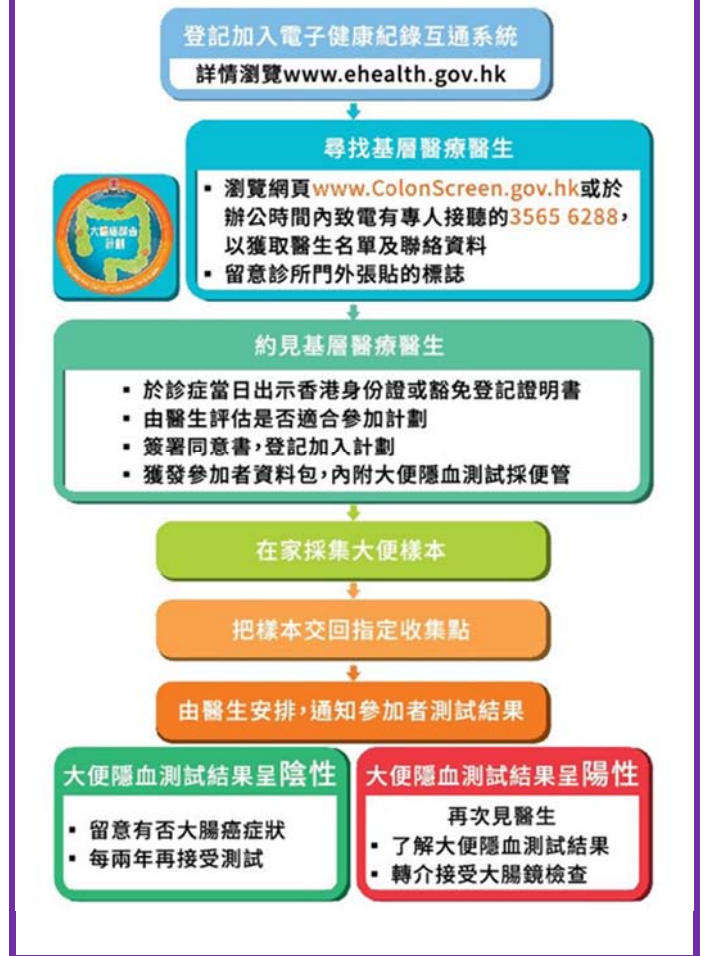 登記加入電子健康紀錄互通系統
詳情瀏覽www.ehealth.gov.hk
尋找基層醫療醫生
▪ 瀏覽網頁www.ColonScreen.gov.hk或於
辦公時間內致電有專人接聽的3565 6288，
以獲取醫生名單及聯絡資料
▪ 留意診所門外張貼的標誌
大腸癌篩查
計劃
約見基層醫療醫生
▪ 於診症當日出示香港身份證或豁免登記證明書
▪ 由醫生評估是否適合參加計劃
▪ 簽署同意書，登記加入計劃
▪ 獲發參加者資料包，內附大便隱血測試採便管
在家採集大便樣本
把樣本交回指定收集點
由醫生安排，通知參加者測試結果
大便隱血測試結果呈陰性
▪ 留意有否大腸癌症狀
▪ 每兩年再接受測試
大便隱血測試結果呈陽性
再次見醫生
▪ 了解大便隱血測試結果
▪ 轉介接受大腸鏡檢查